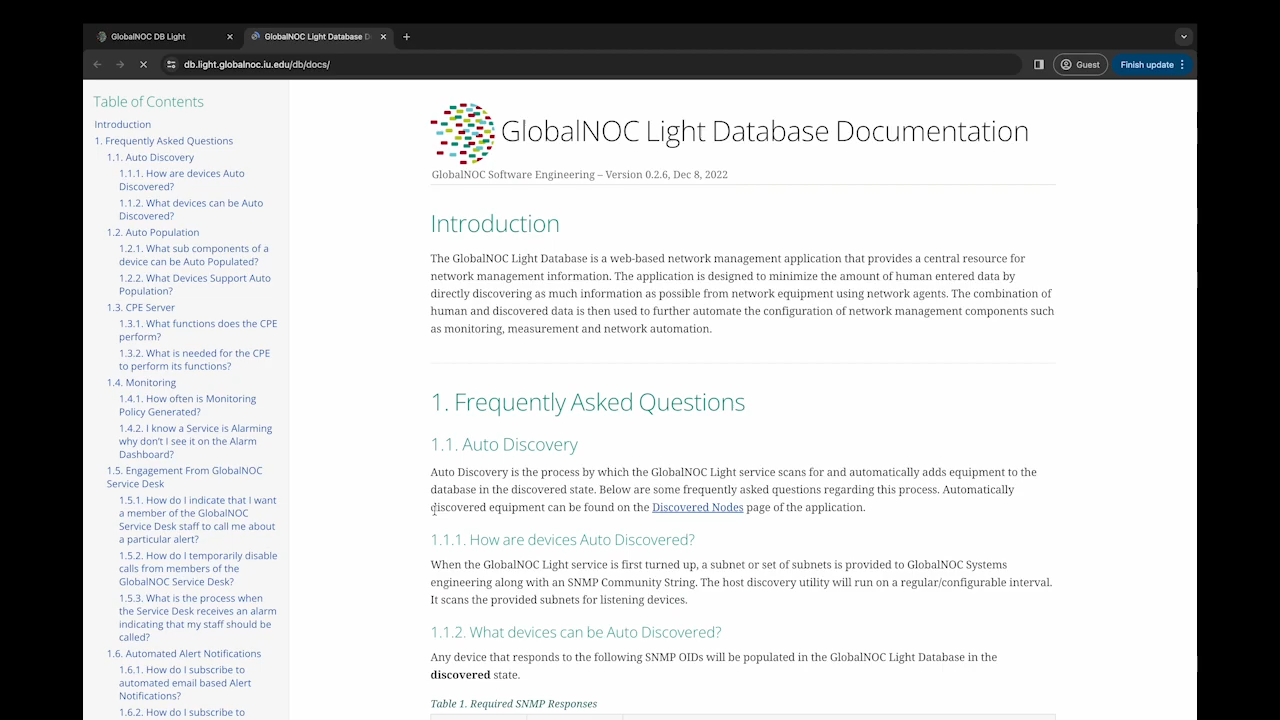 GlobalNOC DB Light
GlobalNOC Light Database D
db.light.globalnoc.iu.edu/db/docs/
Guest
Finish update
Table of Contents
Introduction
1. Frequently Asked Questions
1.1. Auto Discovery
1.1.1. How are devices Auto
Discovered?
1.1.2. What devices can be Auto
Discovered?
1.2. Auto Population
1.2.1. What sub components of a
device can be Auto Populated?
1.2.2. What Devices Support Auto
Population?
1.3. CPE Server
1.3.1. What functions does the CPE
perform?
1.3.2. What is needed for the CPE
to perform its functions?
1.4. Monitoring
1.4.1. How often is Monitoring
Policy Generated?
1.4.2. I know a Service is Alarming
why don't I see it on the Alarm
Dashboard?
1.5. Engagement From GlobalNOC
Service Desk
1.5.1. How do I indicate that I want
a member of the GlobalNOC
Service Desk staff to call me about
a particular alert?
1.5.2. How do I temporarily disable
calls from members of the
GlobalNOC Service Desk?
1.5.3. What is the process when
the Service Desk receives an alarm
indicating that my staff should be
called?
1.6. Automated Alert Notifications
1.6.1. How do I subscribe to
automated email based Alert
Notifications?
1.6.2. How do I subscribe to
GlobalNOC Light Database Documentation
GlobalNOC Software Engineering – Version 0.2.6, Dec 8, 2022
Introduction
The GlobalNOC Light Database is a web-based network management application that provides a central resource for
network management information. The application is designed to minimize the amount of human entered data by
directly discovering as much information as possible from network equipment using network agents. The combination of
human and discovered data is then used to further automate the configuration of network management components such
as monitoring, measurement and network automation.
1. Frequently Asked Questions
1.1. Auto Discovery
Auto Discovery is the process by which the GlobalNOC Light service scans for and automatically adds equipment to the
database in the discovered state. Below are some frequently asked questions regarding this process. Automatically
discovered equipment can be found on the Discovered Nodes page of the application.
1.1.1. How are devices Auto Discovered?
When the GlobalNOC Light service is first turned up, a subnet or set of subnets is provided to GlobalNOC Systems
engineering along with an SNMP Community String. The host discovery utility will run on a regular/configurable interval.
It scans the provided subnets for listening devices.
1.1.2. What devices can be Auto Discovered?
Any device that responds to the following SNMP OIDs will be populated in the GlobalNOC Light Database in the
discovered state.
Table 1. Required SNMP Responses